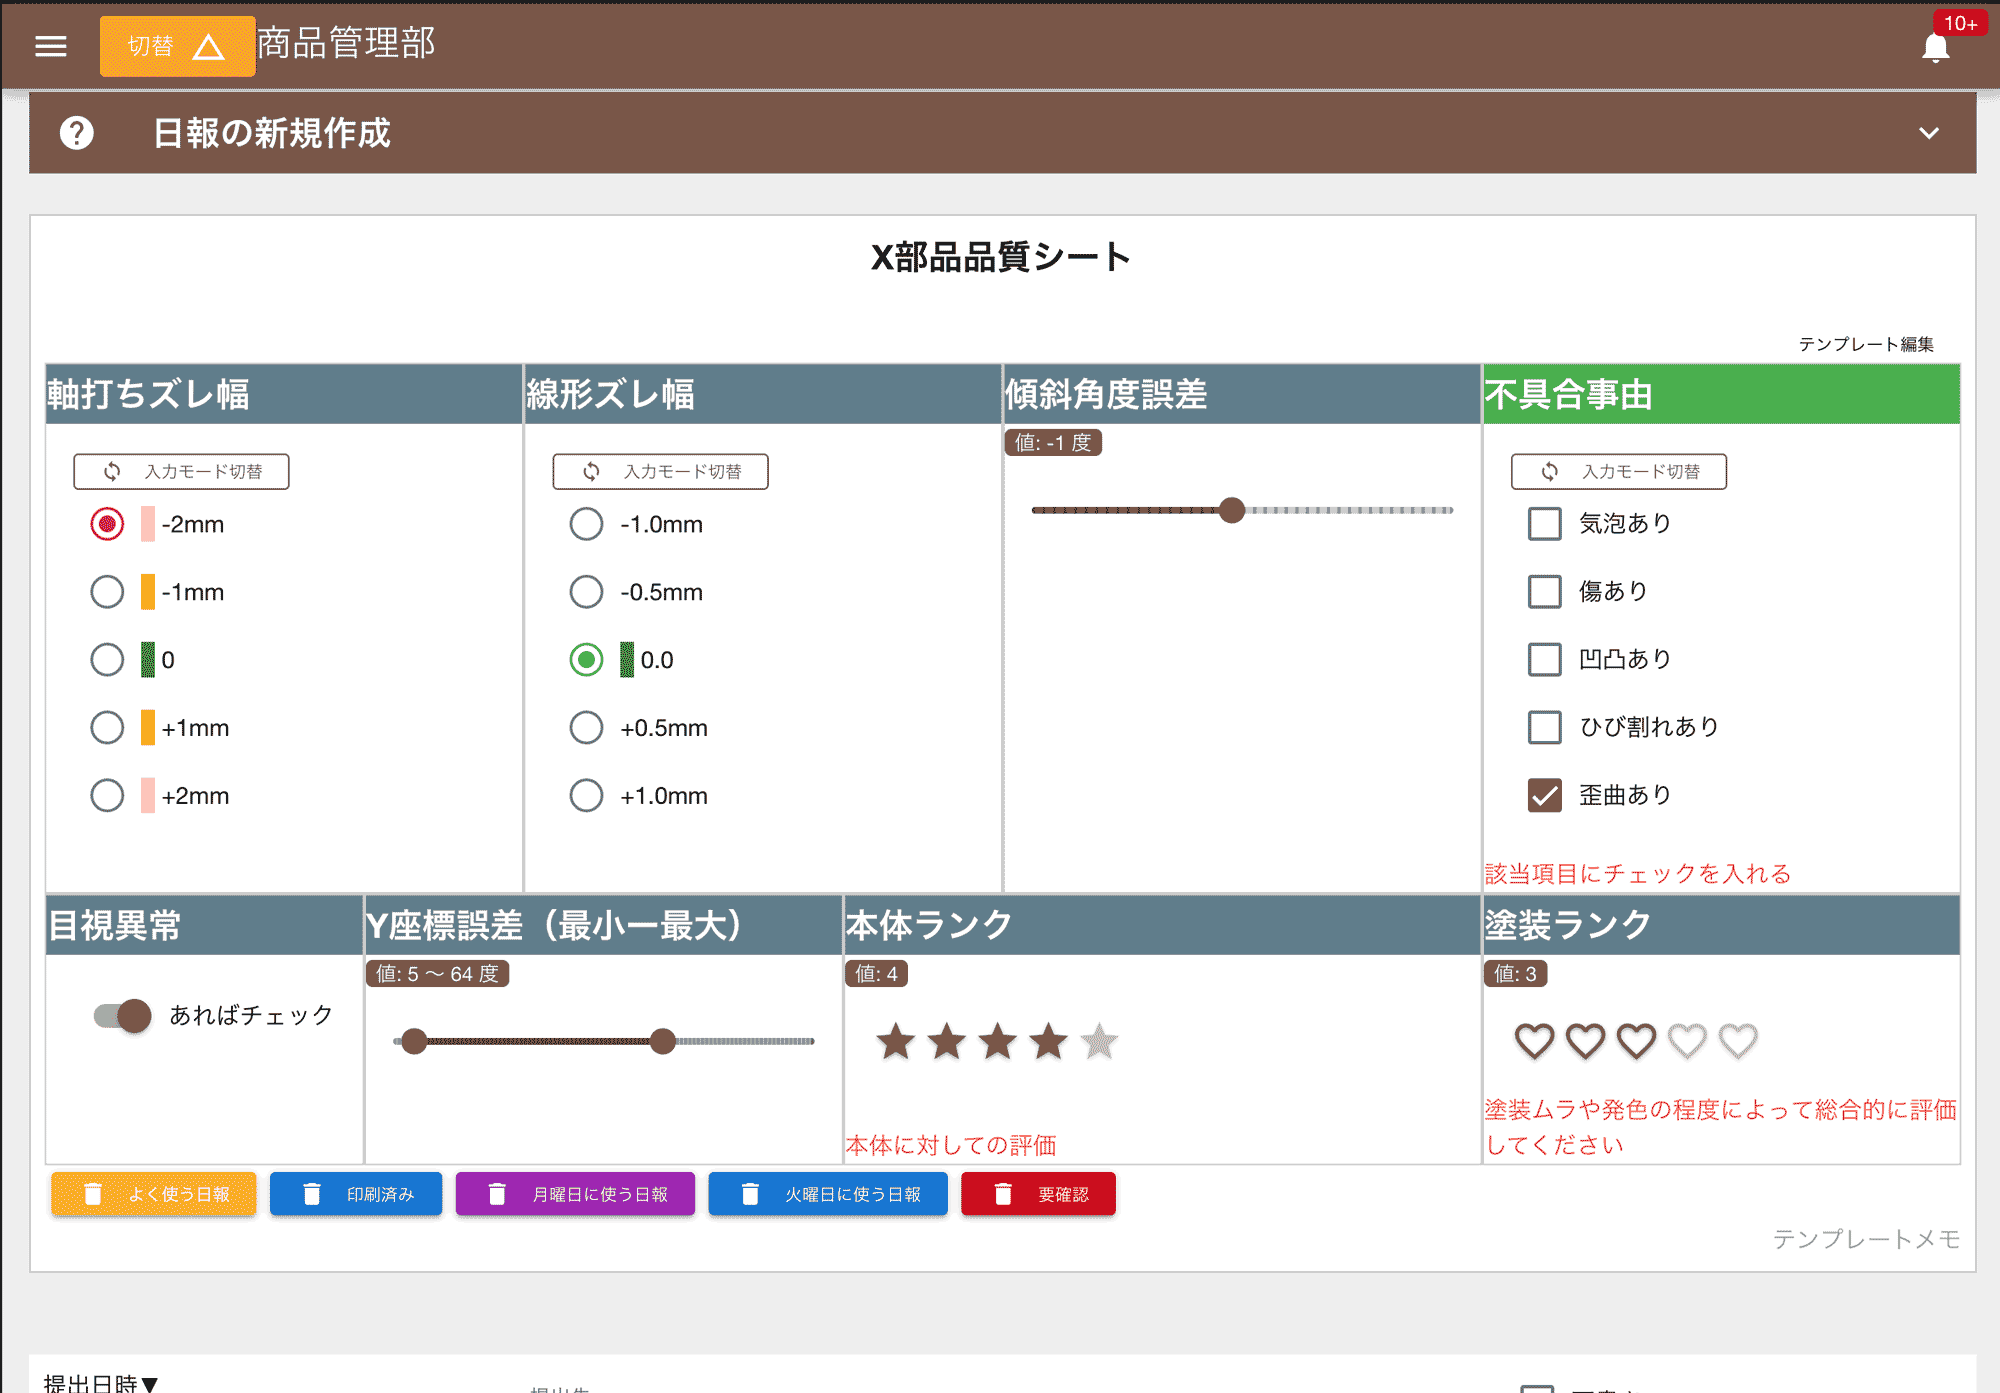 切替
商品管理部
10+
日報の新規作成
X部品品質シート
テンプレート編集
軸打ちズレ幅
入力モード切替
-2mm
-1mm
0
+1mm
+2mm
線形ズレ幅
入力モード切替
-1.0mm
-0.5mm
0.0
+0.5mm
+1.0mm
傾斜角度誤差
値: -1 度
不具合事由
入力モード切替
気泡あり
傷あり
凹凸あり
ひび割れあり
歪曲あり
該当項目にチェックを入れる
目視異常
あればチェック
Y座標誤差（最小ー最大）
値: 5 〜 64 度
本体ランク
値: 4
本体に対しての評価
塗装ランク
値: 3
塗装ムラや発色の程度によって総合的に評価
してください
よく使う日報
印刷済み
月曜日に使う日報
火曜日に使う日報
要確認
テンプレートメモ
提出日時▼